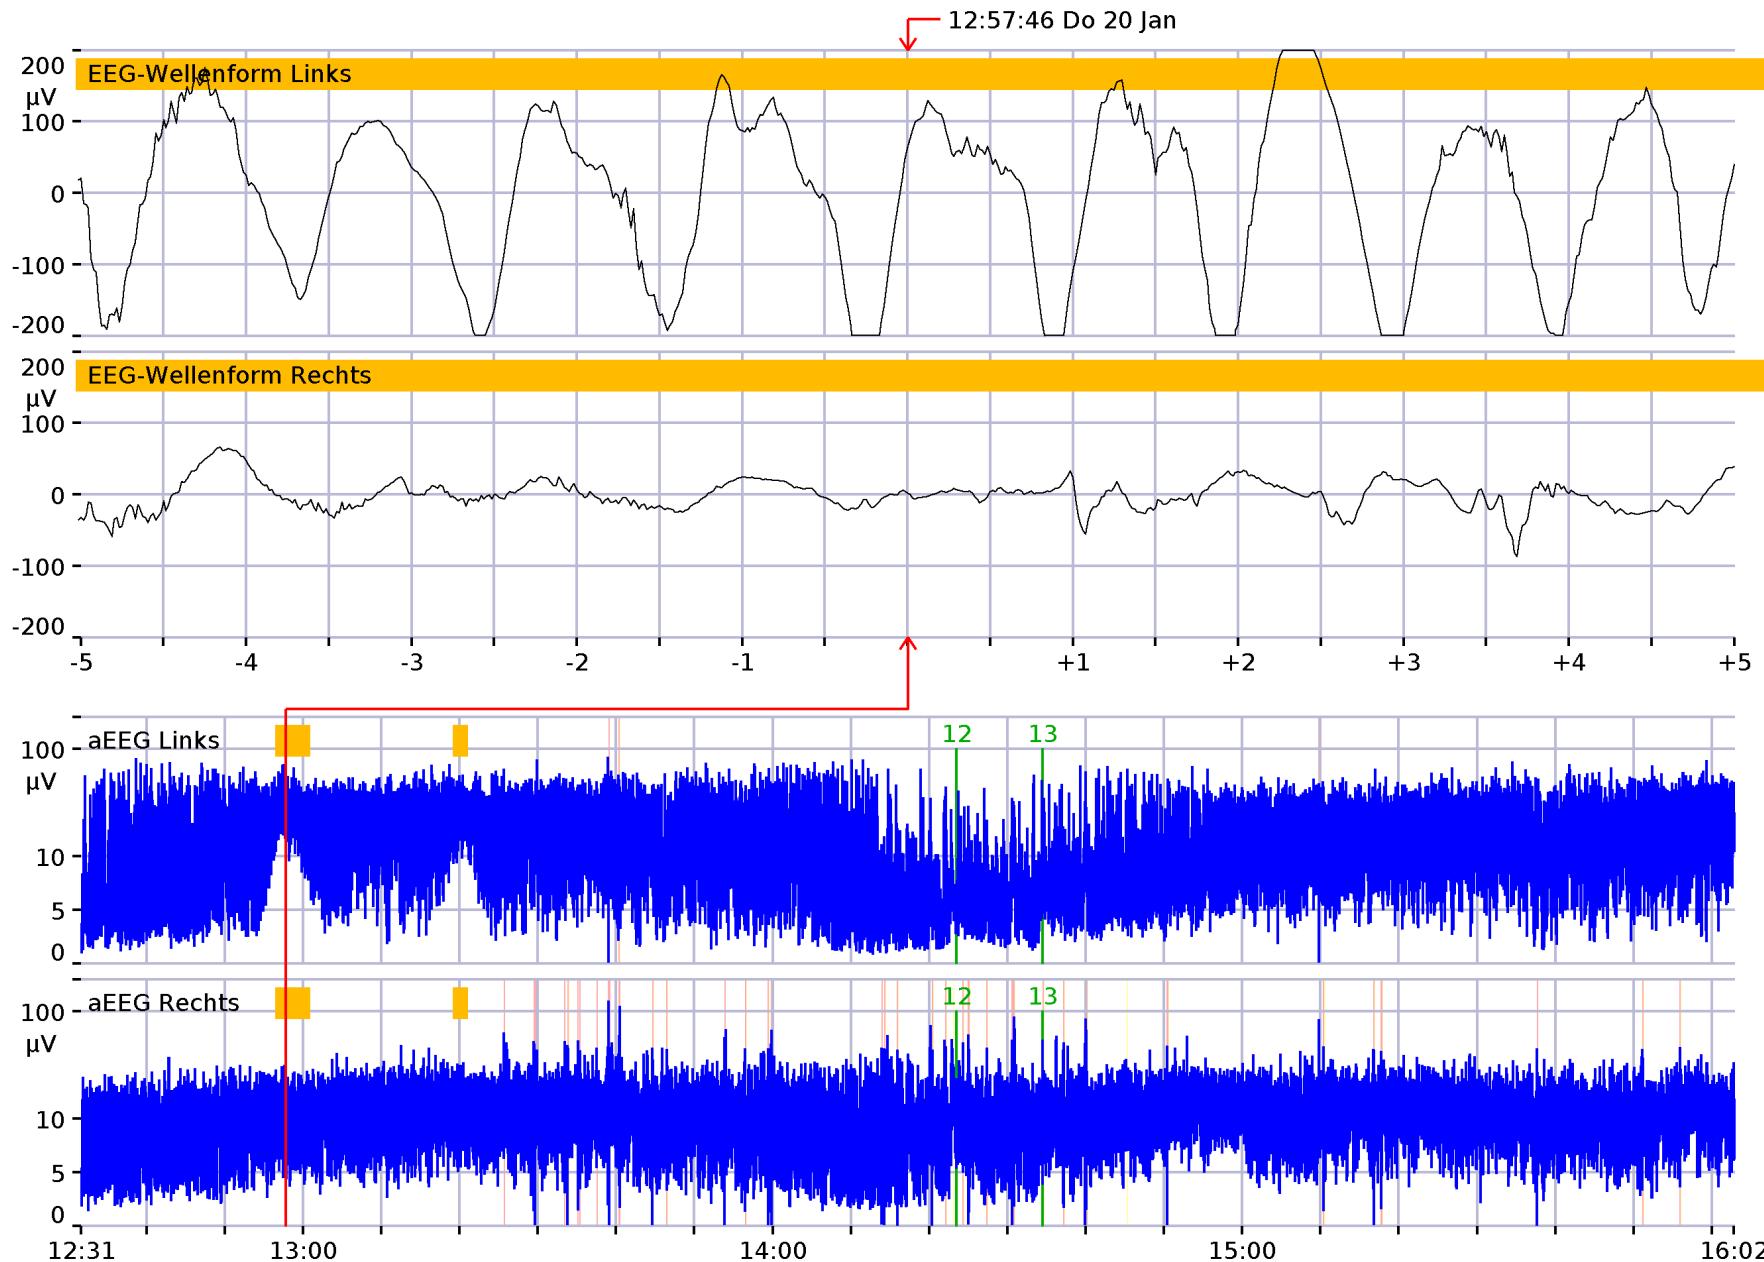 12:57:46 Do 20 Jan
200
EEG-Wellenform Links
µV
100
0
-100
-200
200
EEG-Wellenform Rechts
µV
100
0
-100
-200
-5 -4 -3 -2 -1 +1 +2 +3 +4 +5
aEEG Links 12 13
100
µV
10
5
0
aEEG Rechts 12 13
100
µV
10
5
0
12:31 13:00 14:00 15:00 16:02